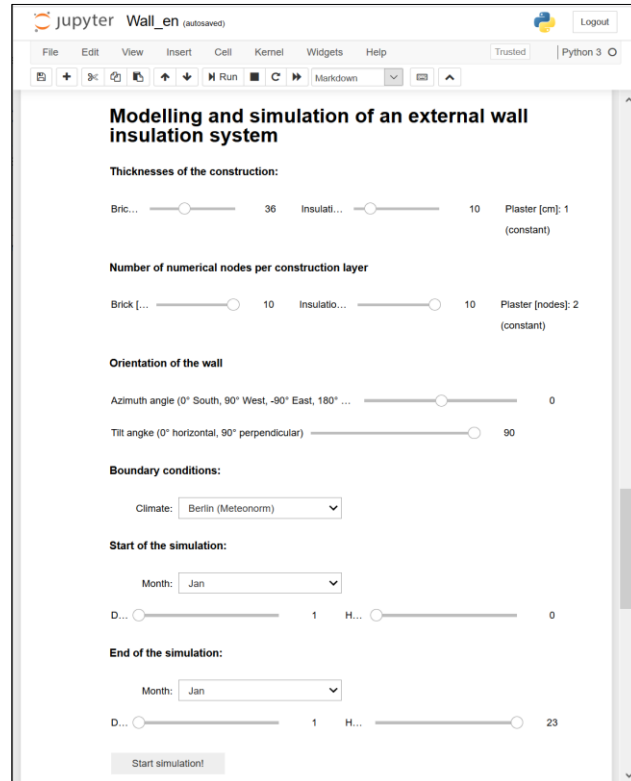 jupyter Wall_en (autosaved) Logout
File Edit View Insert Cell Kernel Widgets Help Trusted Python 3
Run Markdown
Modelling and simulation of an external wall
insulation system
Thicknesses of the construction:
Bric... 36 Insulati... 10 Plaster [cm]: 1
(constant)
Number of numerical nodes per construction layer
Brick [... 10 Insulatio... 10 Plaster [nodes]: 2
(constant)
Orientation of the wall
Azimuth angle (0° South, 90° West, -90° East, 180° ... 0
Tilt angke (0° horizontal, 90° perpendicular) 90
Boundary conditions:
Climate: Berlin (Meteonorm)
Start of the simulation:
Month: Jan
D... 1 H... 0
End of the simulation:
Month: Jan
D... 1 H... 23
Start simulation!